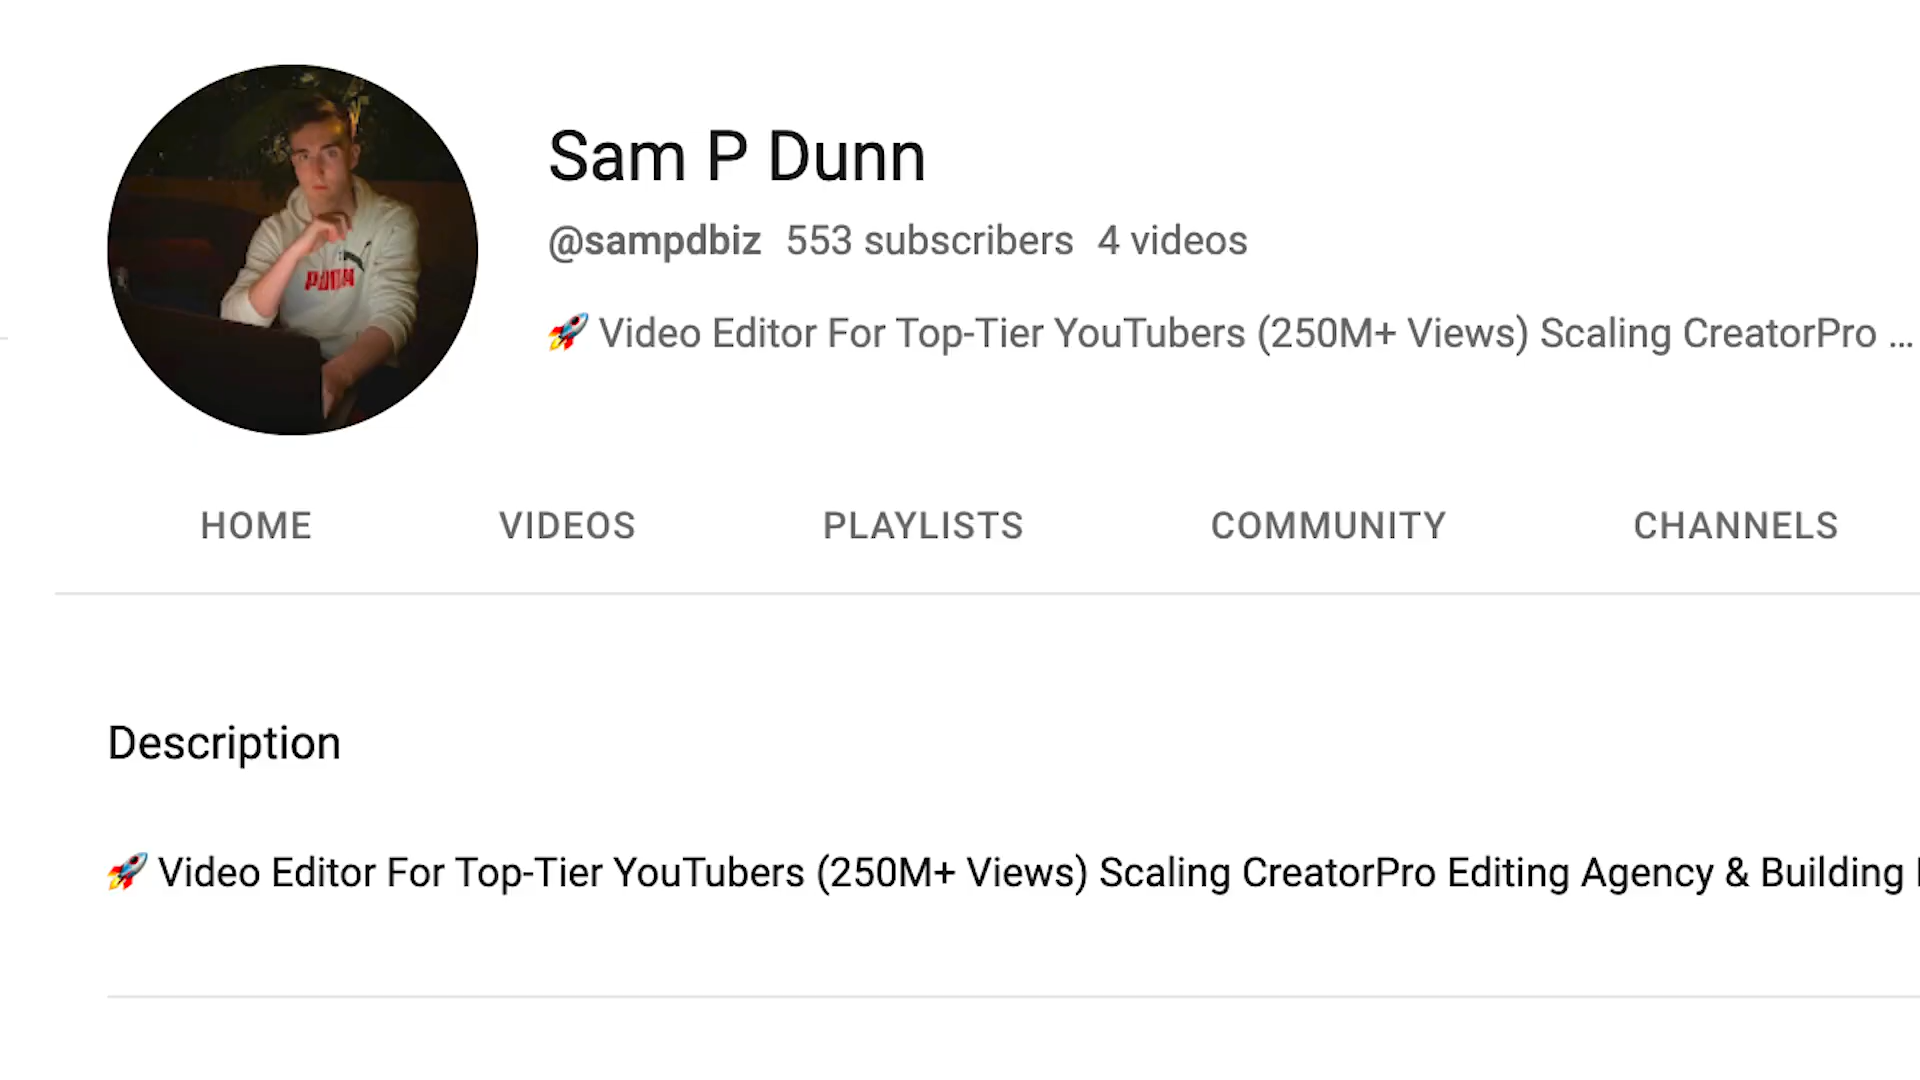 Sam P Dunn
@sampdbiz 553 subscribers 4 videos
🚀 Video Editor For Top-Tier YouTubers (250M+ Views) Scaling CreatorPro ...
PUMA
HOME VIDEOS PLAYLISTS COMMUNITY CHANNELS
Description
🚀 Video Editor For Top-Tier YouTubers (250M+ Views) Scaling CreatorPro Editing Agency & Building